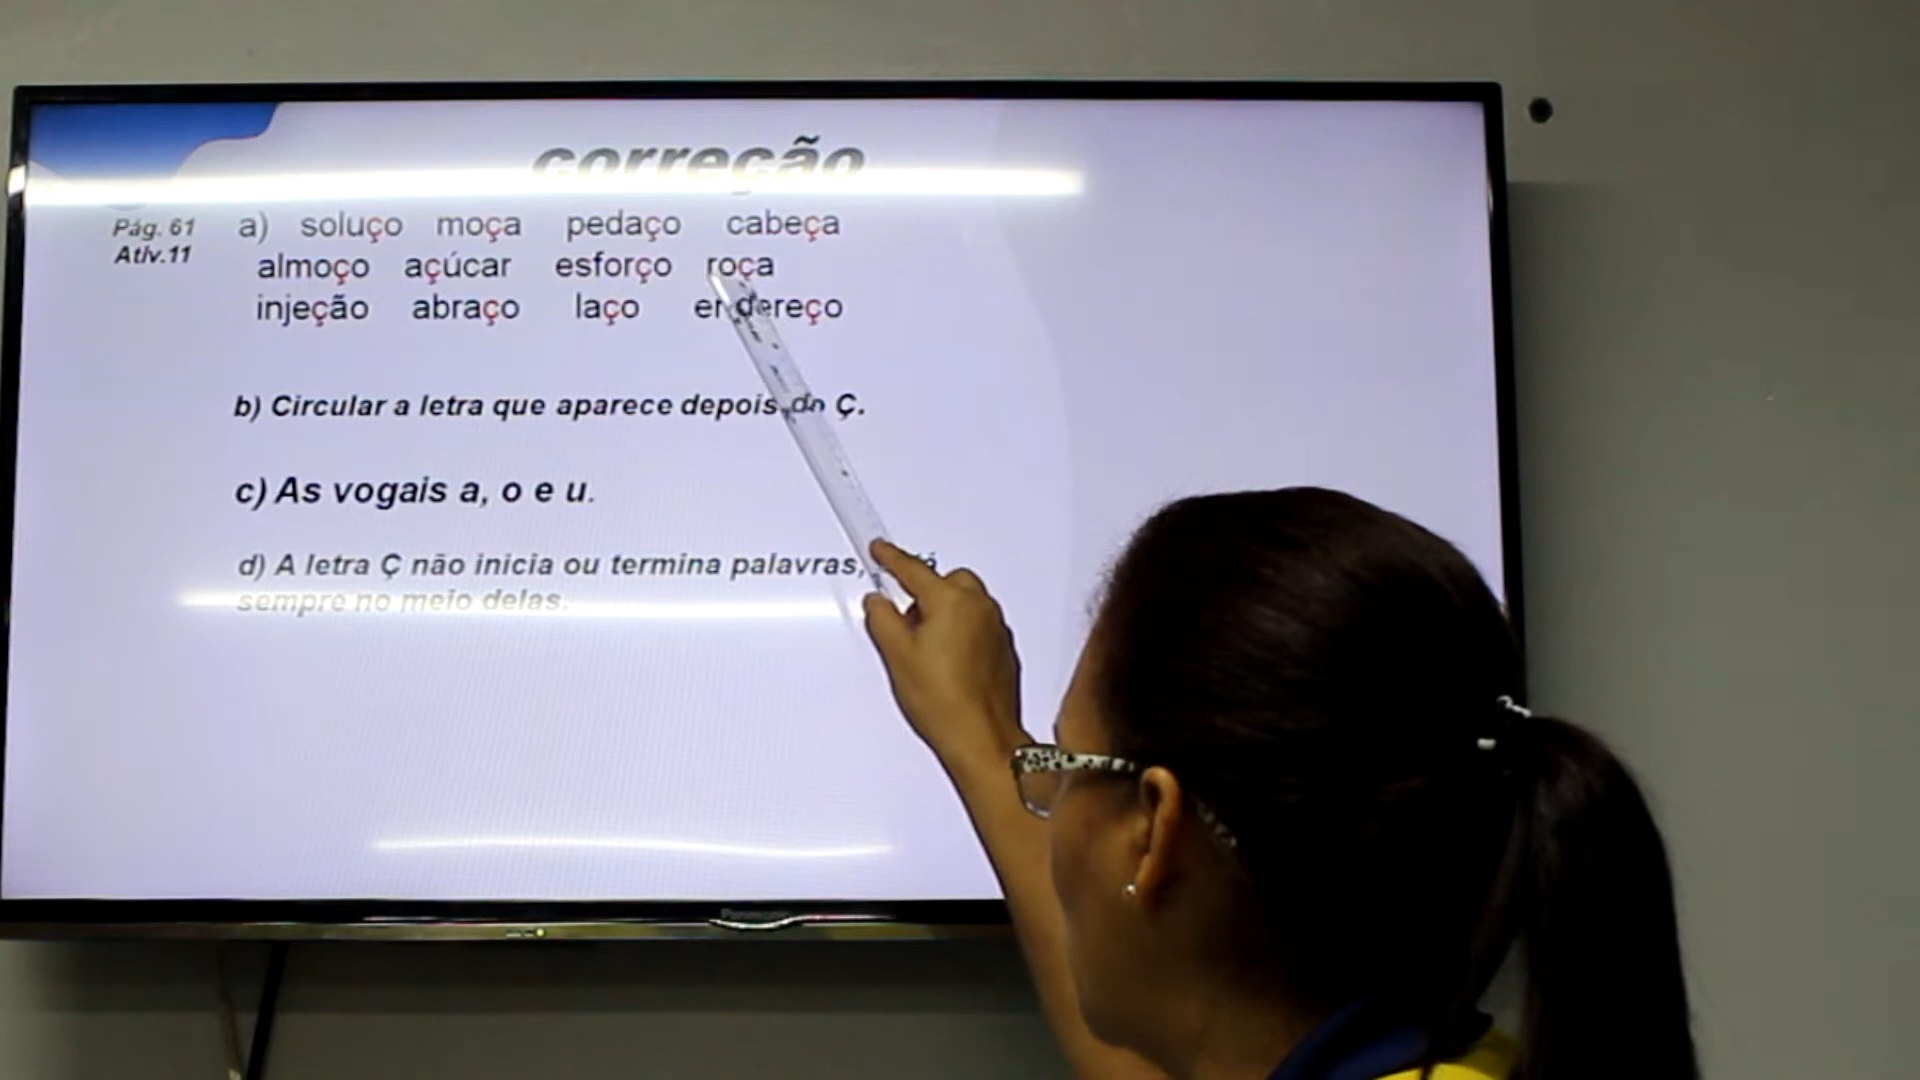 correção
Pág. 61
Ativ.11
a) soluço moça pedaço cabeça
almoço açúcar esforço roça
injeção abraço laço endereço
b) Circular a letra que aparece depois do Ç.
c) As vogais a, o e u.
d) A letra Ç não inicia ou termina palavras,
sempre no meio delas.